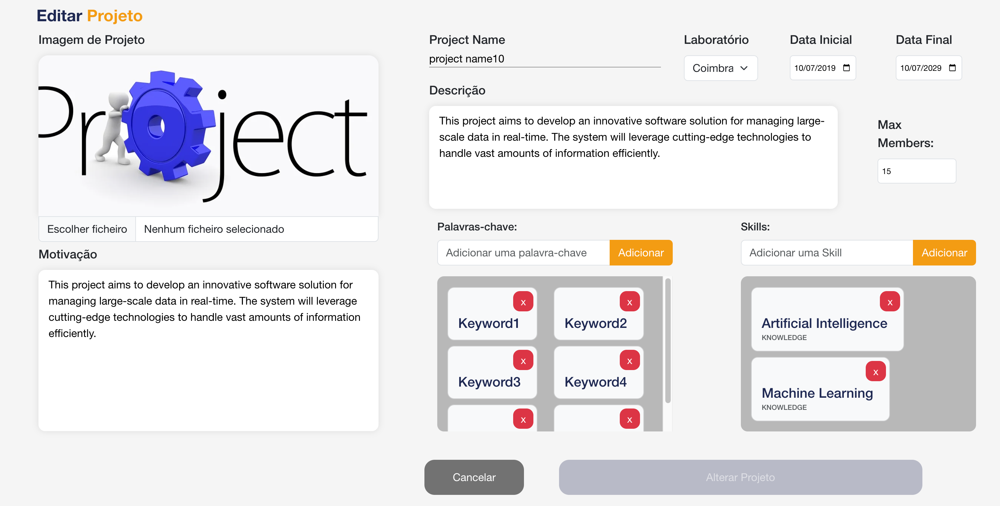 Editar Projeto
Imagem de Projeto
Project
Escolher ficheiro
Nenhum ficheiro selecionado
Motivação
This project aims to develop an innovative software solution for
managing large-scale data in real-time. The system will leverage
cutting-edge technologies to handle vast amounts of information
efficiently.
Project Name
project name10
Laboratório
Coimbra
Data Inicial
10/07/2019
Data Final
10/07/2029
Descrição
This project aims to develop an innovative software solution for managing large-
scale data in real-time. The system will leverage cutting-edge technologies to
handle vast amounts of information efficiently.
Max
Members:
15
Palavras-chave:
Adicionar uma palavra-chave
Adicionar
x
Keyword1
x
Keyword2
x
Keyword3
x
Keyword4
x
x
Skills:
Adicionar uma Skill
Adicionar
x
Artificial Intelligence
KNOWLEDGE
x
Machine Learning
KNOWLEDGE
Cancelar
Alterar Projeto